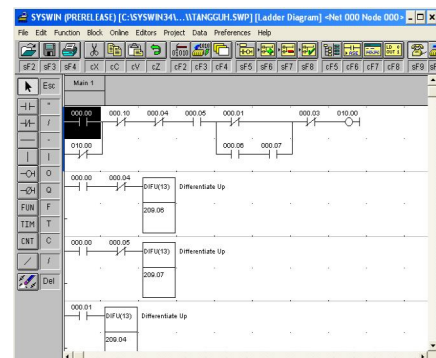 SYSWIN (PRERELEASE) [C:\SYSWIN341\...\TANGGUH.SWP] [Ladder Diagram] <Net 000 Node 000>
File Edit Function Block Online Editors Project Data Preferences Help
sF2 sF3 sF4 cX cC cV cZ cF2 cF3 cF4 sF5 sF6 sF7 sF8 cF5 cF6 cF7 cF8 sF9
Esc
Main 1
000.00 000.10 000.04 000.05 000.01 000.03 010.00
010.00 000.06 000.07
000.00 000.04
DIFU(13) Differentiate Up
209.06
000.00 000.05
DIFU(13) Differentiate Up
209.07
000.01
DIFU(13) Differentiate Up
209.04
"
/
-
|
O
Q
FUN F
TIM T
CNT C
/
Del